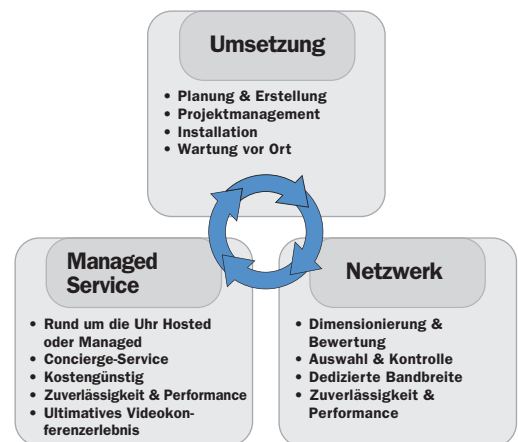 Umsetzung
• Planung & Erstellung
• Projektmanagement
• Installation
• Wartung vor Ort
Managed
Service
• Rund um die Uhr Hosted
oder Managed
• Concierge-Service
• Kostengünstig
• Zuverlässigkeit & Performance
• Ultimatives Videokon-
ferenzerlebnis
Netzwerk
• Dimensionierung &
Bewertung
• Auswahl & Kontrolle
• Dedizierte Bandbreite
• Zuverlässigkeit &
Performance